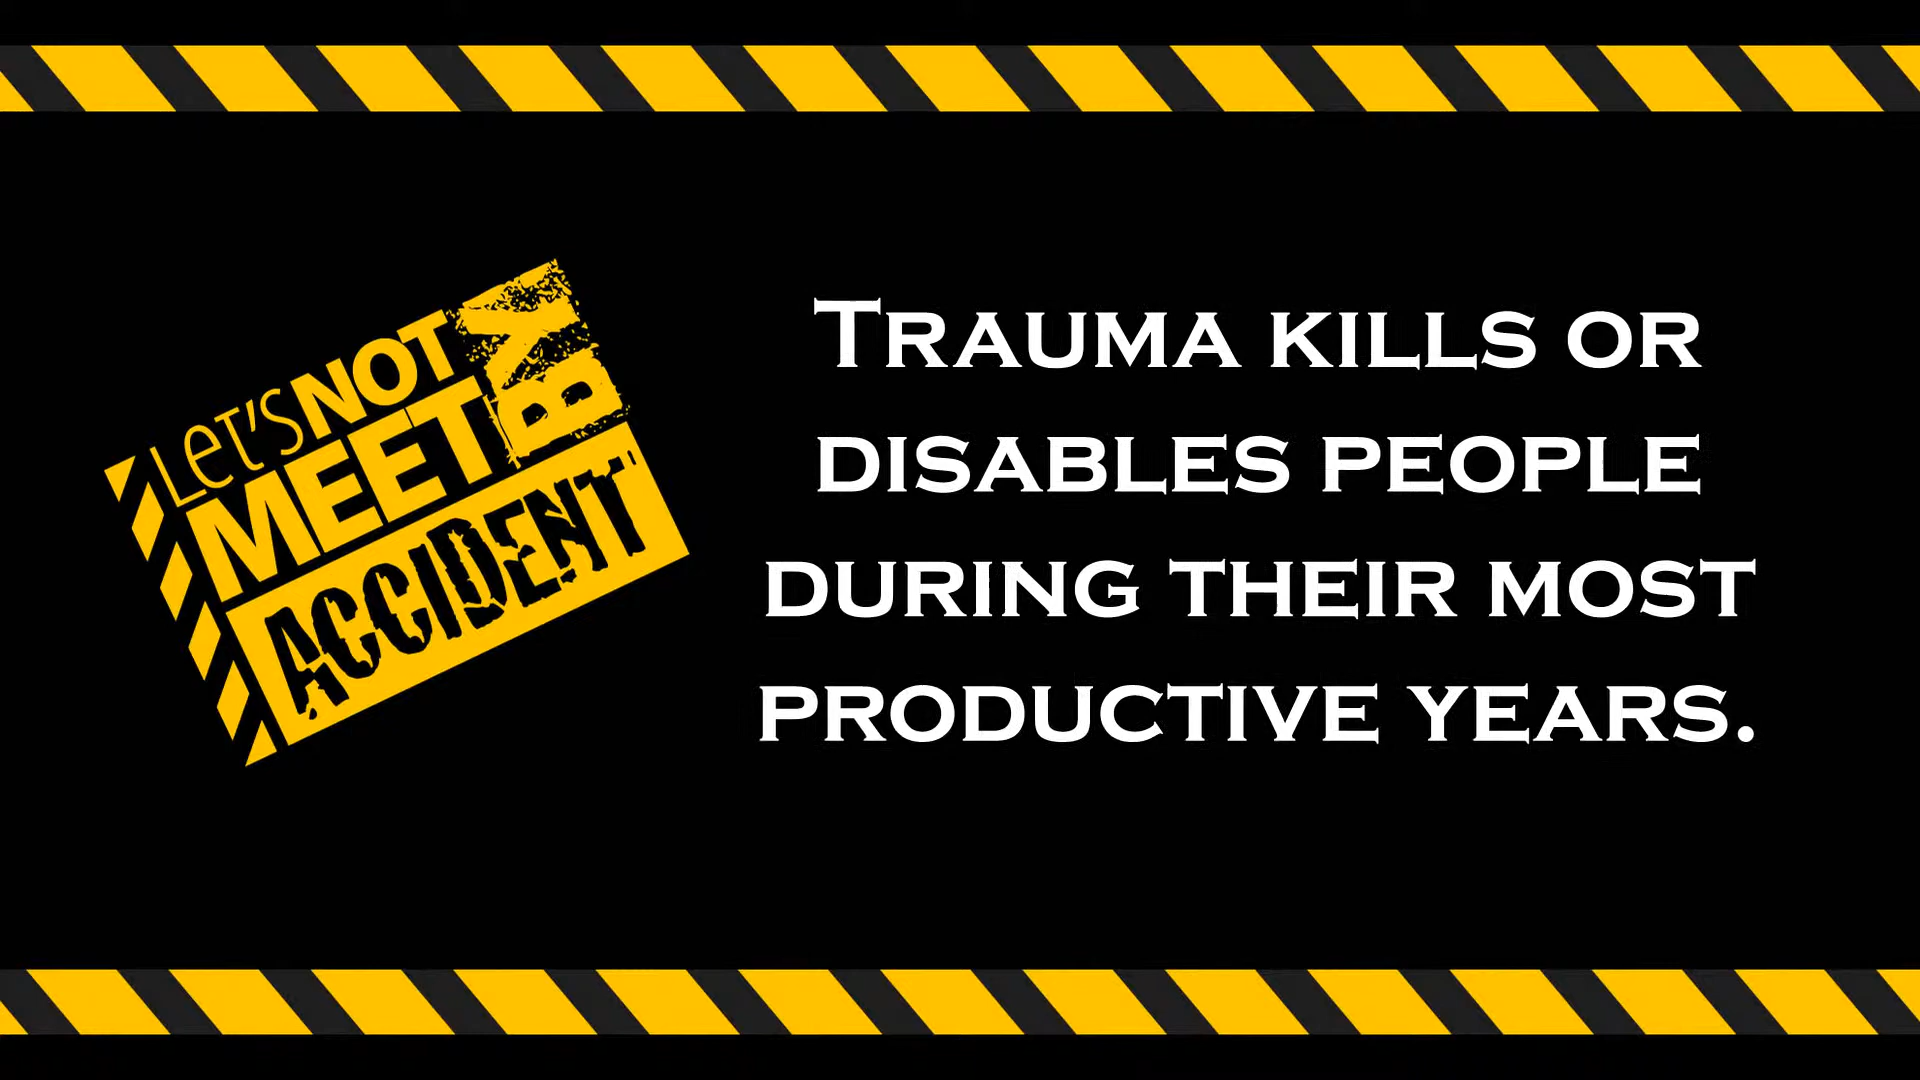 Let's NOT
MEET BY
ACCIDENT
TRAUMA KILLS OR
DISABLES PEOPLE
DURING THEIR MOST
PRODUCTIVE YEARS.